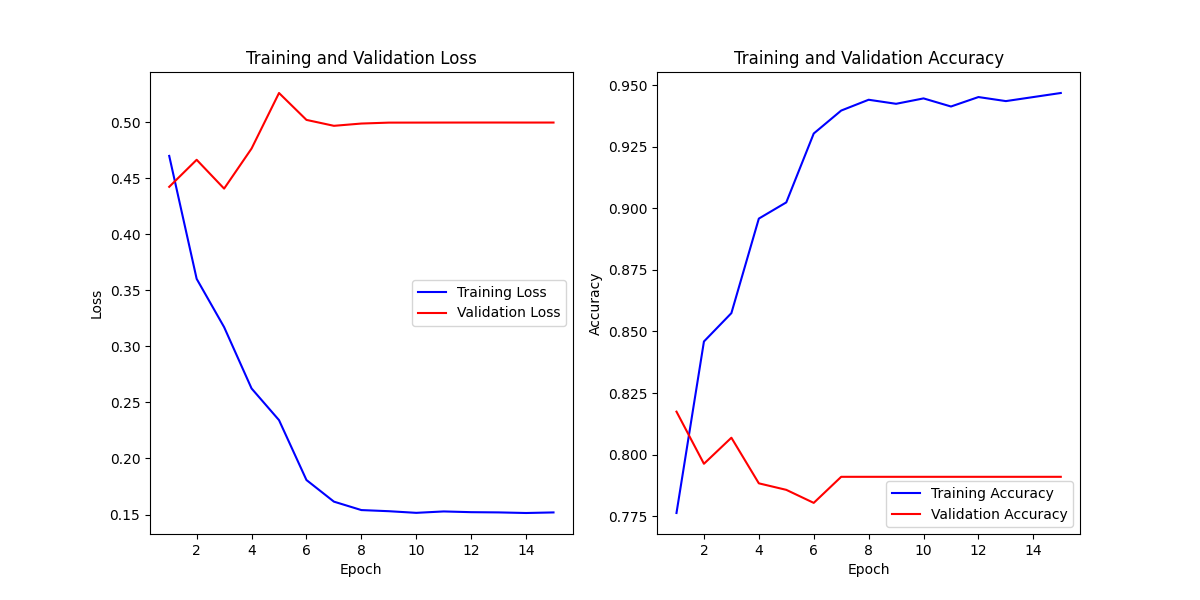 Training and Validation Loss
Loss
0.50
0.45
0.40
0.35
0.30
0.25
0.20
0.15
Training Loss
Validation Loss
2 4 6 8 10 12 14
Epoch
Training and Validation Accuracy
Accuracy
0.950
0.925
0.900
0.875
0.850
0.825
0.800
0.775
Training Accuracy
Validation Accuracy
2 4 6 8 10 12 14
Epoch